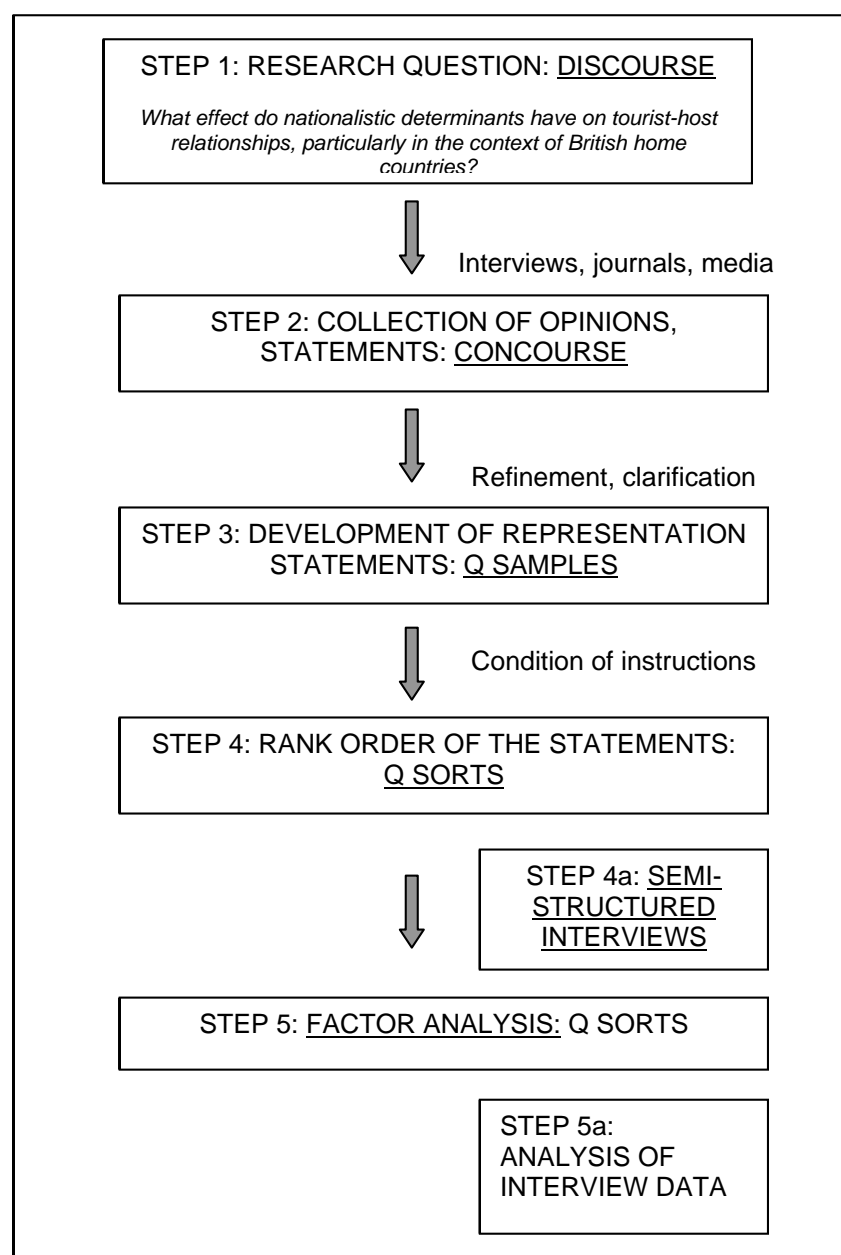 STEP 1: RESEARCH QUESTION: DISCOURSE
What effect do nationalistic determinants have on tourist-host
relationships, particularly in the context of British home
countries?
Interviews, journals, media
STEP 2: COLLECTION OF OPINIONS,
STATEMENTS: CONCOURSE
Refinement, clarification
STEP 3: DEVELOPMENT OF REPRESENTATION
STATEMENTS: Q SAMPLES
Condition of instructions
STEP 4: RANK ORDER OF THE STATEMENTS:
Q SORTS
STEP 4a: SEMI-
STRUCTURED
INTERVIEWS
STEP 5: FACTOR ANALYSIS: Q SORTS
STEP 5a:
ANALYSIS OF
INTERVIEW DATA